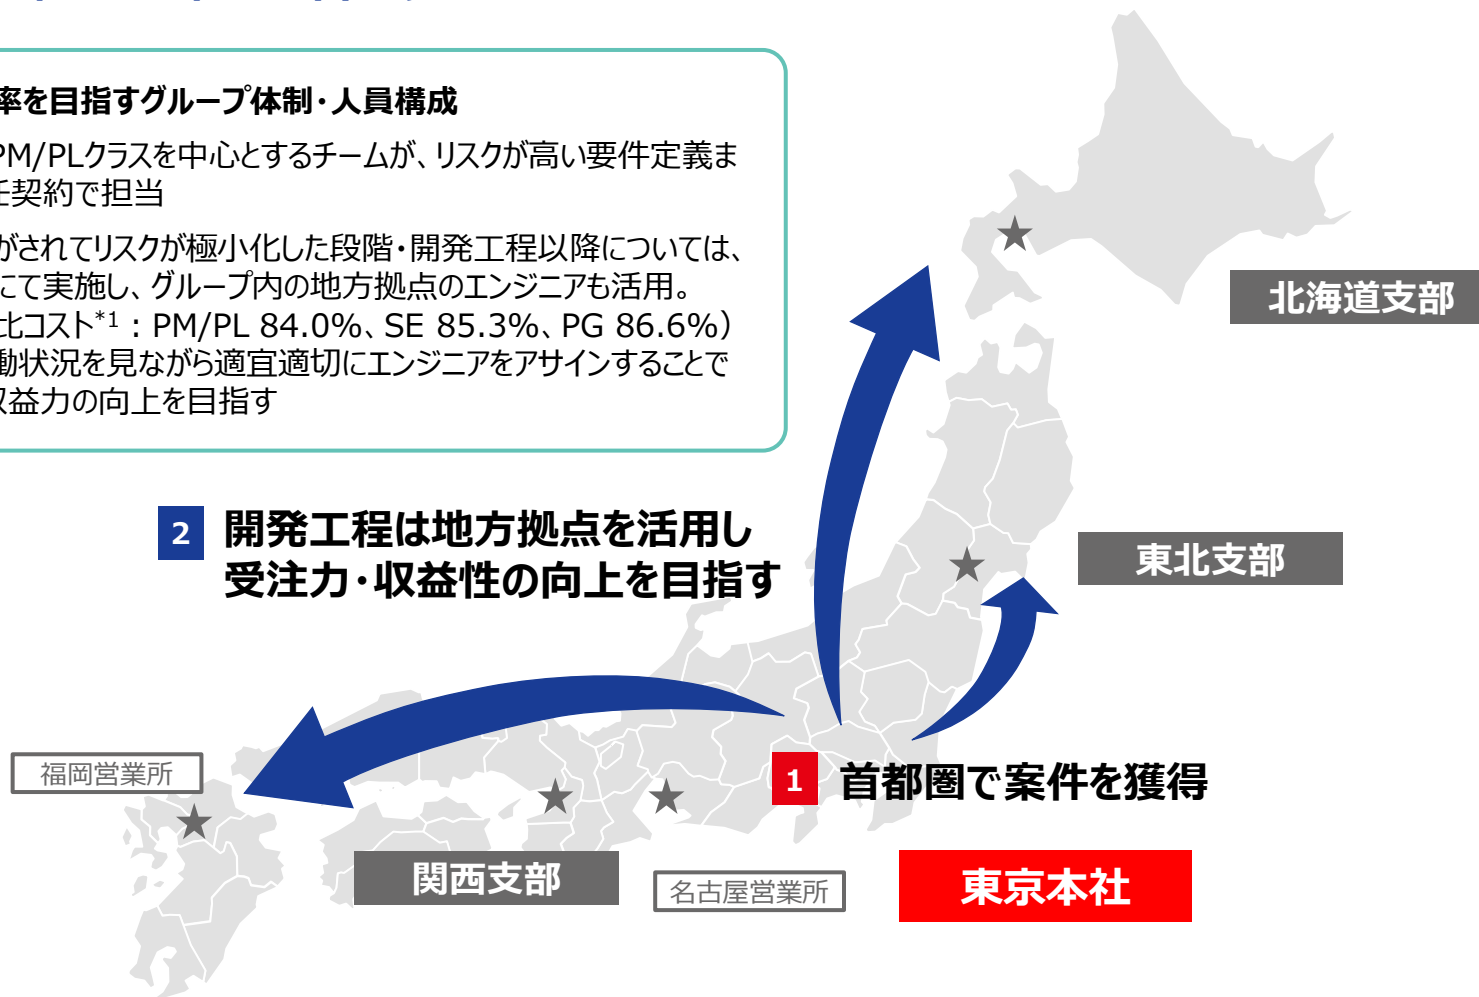 率を目指すグループ体制・人員構成
PM/PLクラスを中心とするチームが、リスクが高い要件定義ま
契約で担当
がされてリスクが極小化した段階・開発工程以降については、
にて実施し、グループ内の地方拠点のエンジニアも活用。
比コスト*1：PM/PL 84.0%、SE 85.3%、PG 86.6%）
働状況を見ながら適宜適切にエンジニアをアサインすることで
益力の向上を目指す
2 開発工程は地方拠点を活用し
受注力・収益性の向上を目指す
北海道支部
東北支部
福岡営業所
1 首都圏で案件を獲得
関西支部
名古屋営業所
東京本社